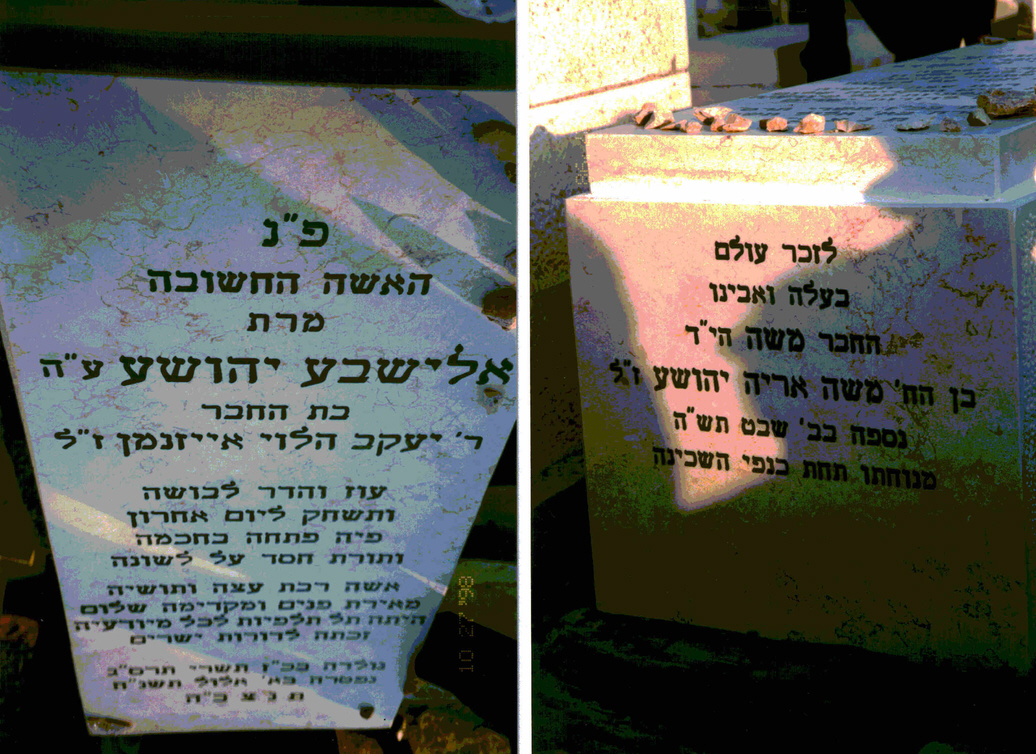 פ"נ
האשה החשובה
מרת
אלישבע יהושע ע"ה
בת החבר
ר' יעקב הלוי אייזנמן ז"ל
עוז והדר לבושה
ותשחק ליום אחרון
פיה פתחה בחכמה
ותורת חסד על לשונה
אשה רבת עצה ותושיה
מאירת פנים ומקדימה שלום
היתה תל תלפיות לכל מיודעיה
זכתה לדורות ישרים
נולדה בכ"ז תשרי תרס"ב
נפטרה בא' אלול תשנ"ח
ת נ צ ב"ה
10 27 '98
לזכר עולם
בעלה ואבינו
החבר משה הי"ד
בן הח' משה אריה יהושע ז"ל
נספה בב' שבט תש"ה
מנוחתו תחת כנפי השכינה